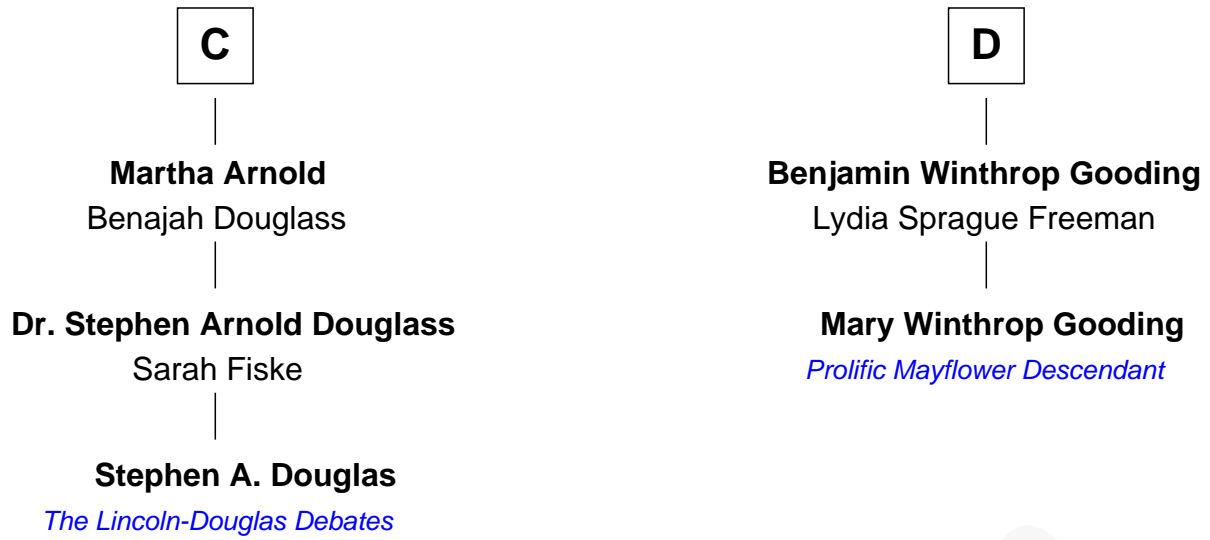 C
Martha Arnold
Benajah Douglass
Dr. Stephen Arnold Douglass
Sarah Fiske
Stephen A. Douglas
The Lincoln-Douglas Debates
D
Benjamin Winthrop Gooding
Lydia Sprague Freeman
Mary Winthrop Gooding
Prolific Mayflower Descendant